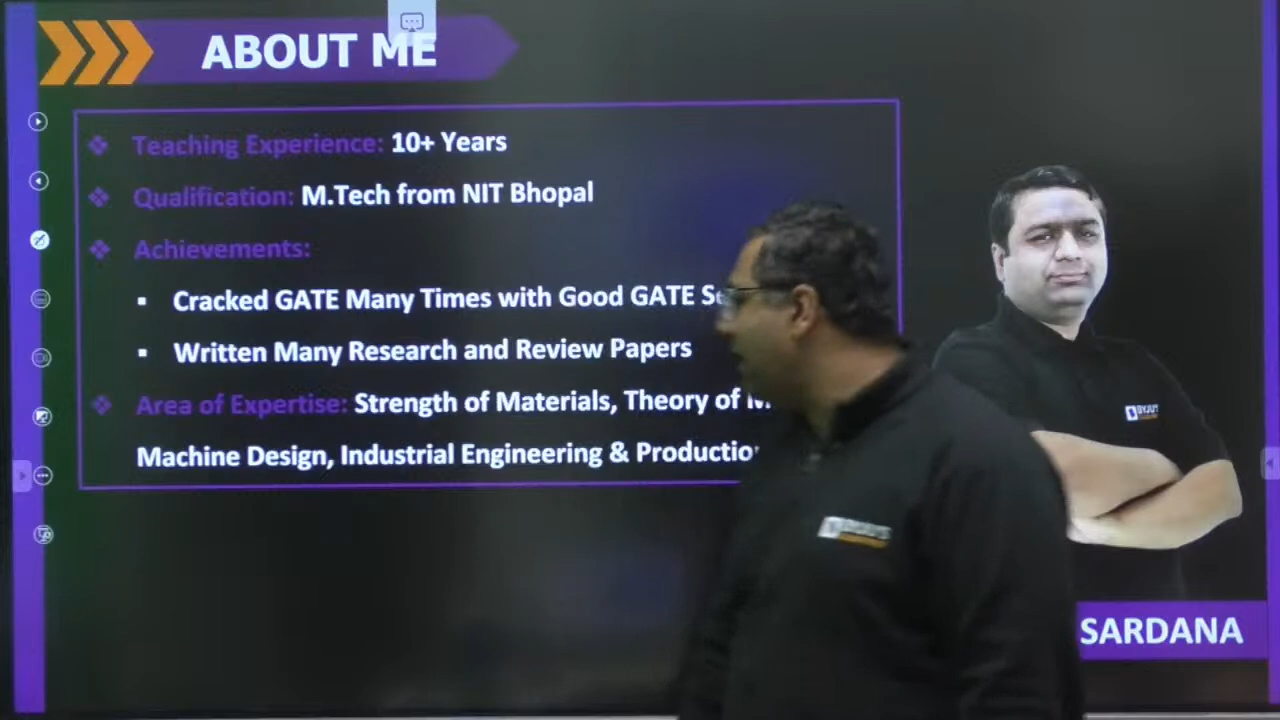 ABOUT ME
Teaching Experience: 10+ Years
Qualification: M.Tech from NIT Bhopal
Achievements:
Cracked GATE Many Times with Good GATE
Written Many Research and Review Papers
Area of Expertise: Strength of Materials, Theory of
Machine Design, Industrial Engineering & Production
BYJU'S
SARDANA